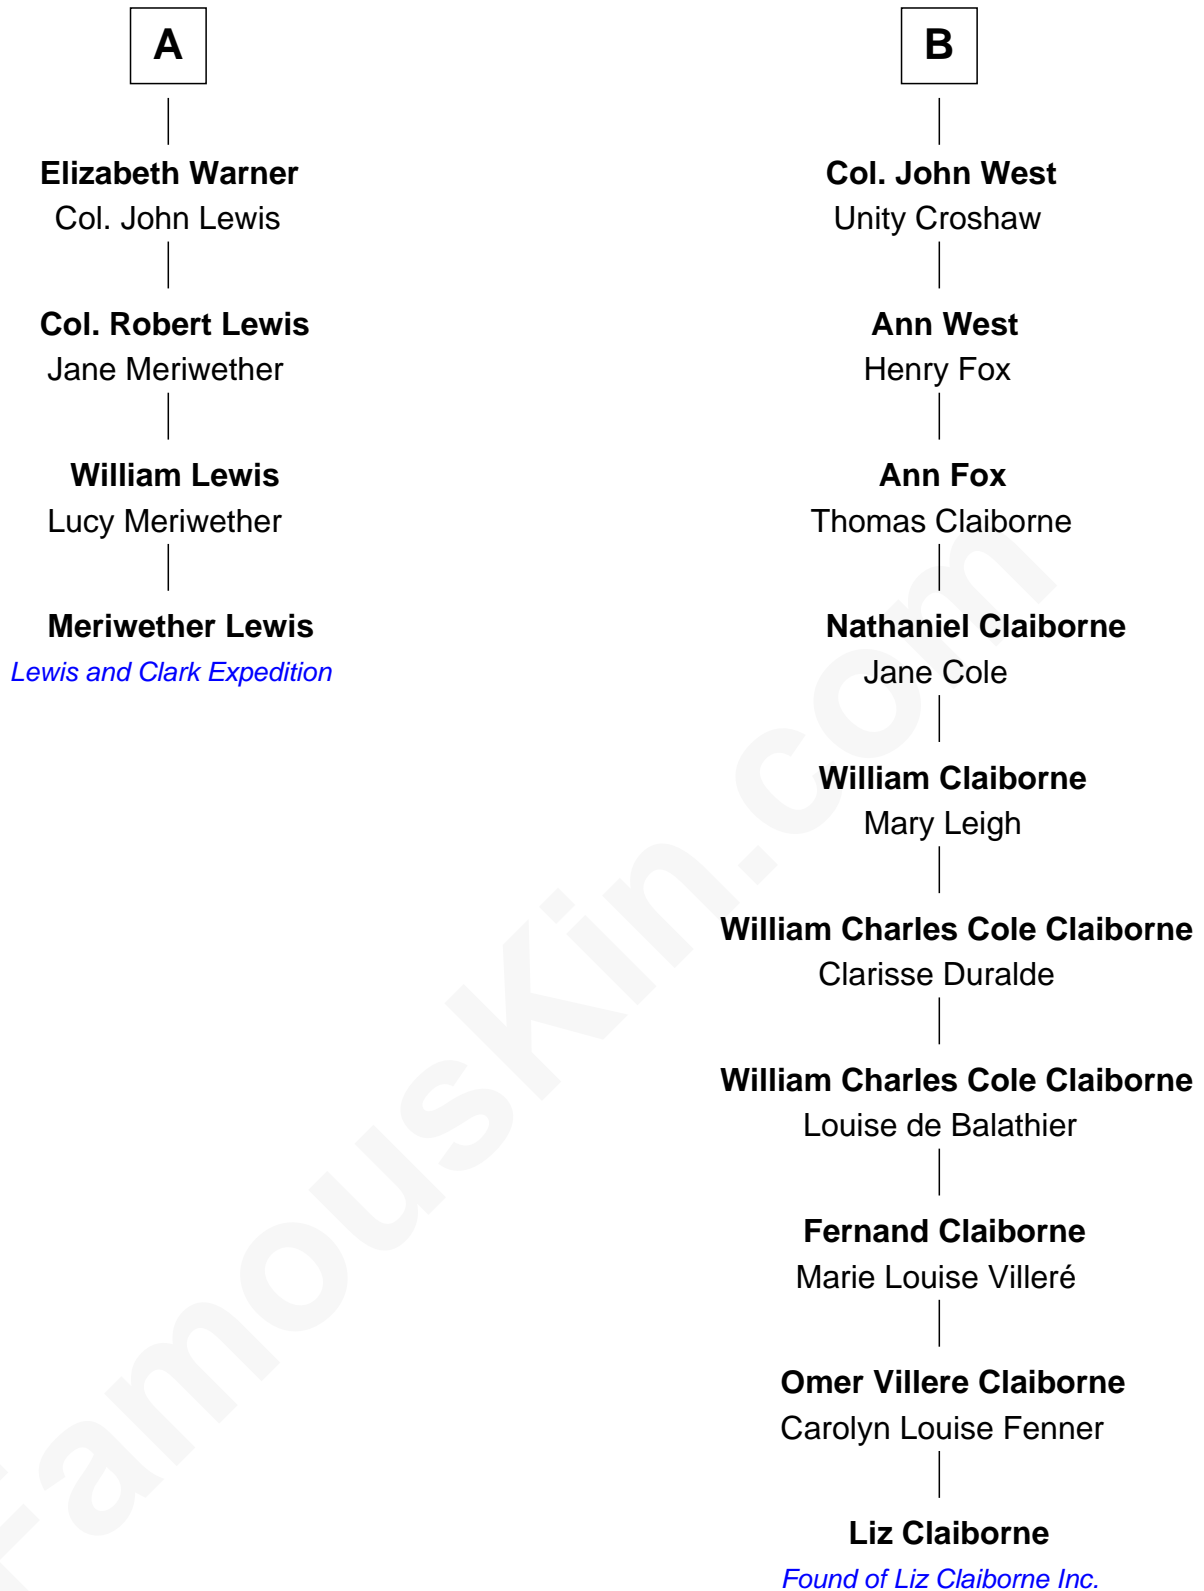 A
Elizabeth Warner
Col. John Lewis
Col. Robert Lewis
Jane Meriwether
William Lewis
Lucy Meriwether
Meriwether Lewis
Lewis and Clark Expedition
B
Col. John West
Unity Croshaw
Ann West
Henry Fox
Ann Fox
Thomas Claiborne
Nathaniel Claiborne
Jane Cole
William Claiborne
Mary Leigh
William Charles Cole Claiborne
Clarisse Duralde
William Charles Cole Claiborne
Louise de Balathier
Fernand Claiborne
Marie Louise Villeré
Omer Villere Claiborne
Carolyn Louise Fenner
Liz Claiborne
Found of Liz Claiborne Inc.
FamousKin.com